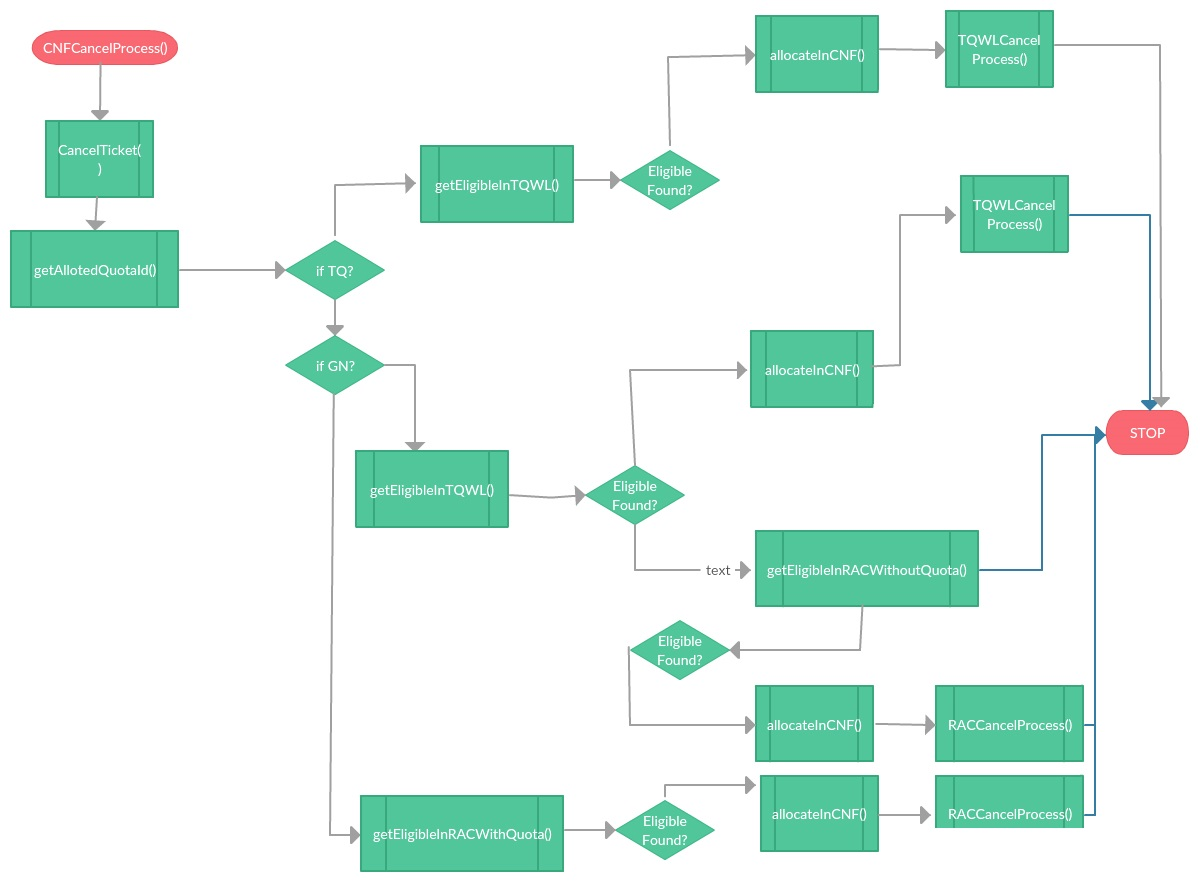 CNFCancelProcess()
CancelTicket(
)
getAllotedQuotaId()
if TQ?
getEligibleInTQWL()
Eligible
Found?
allocateInCNF()
TQWLCancel
Process()
if GN?
getEligibleInTQWL()
Eligible
Found?
allocateInCNF()
TQWLCancel
Process()
STOP
text
getEligibleInRACWithoutQuota()
Eligible
Found?
allocateInCNF()
RACCancelProcess()
getEligibleInRACWithQuota()
Eligible
Found?
allocateInCNF()
RACCancelProcess()